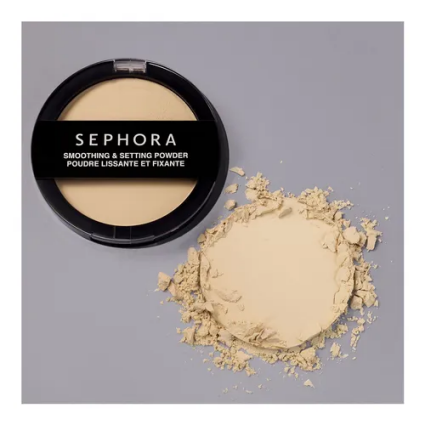 SEPHORA
SMOOTHING & SETTING POWDER
POUDRE LISSANTE ET FIXANTE